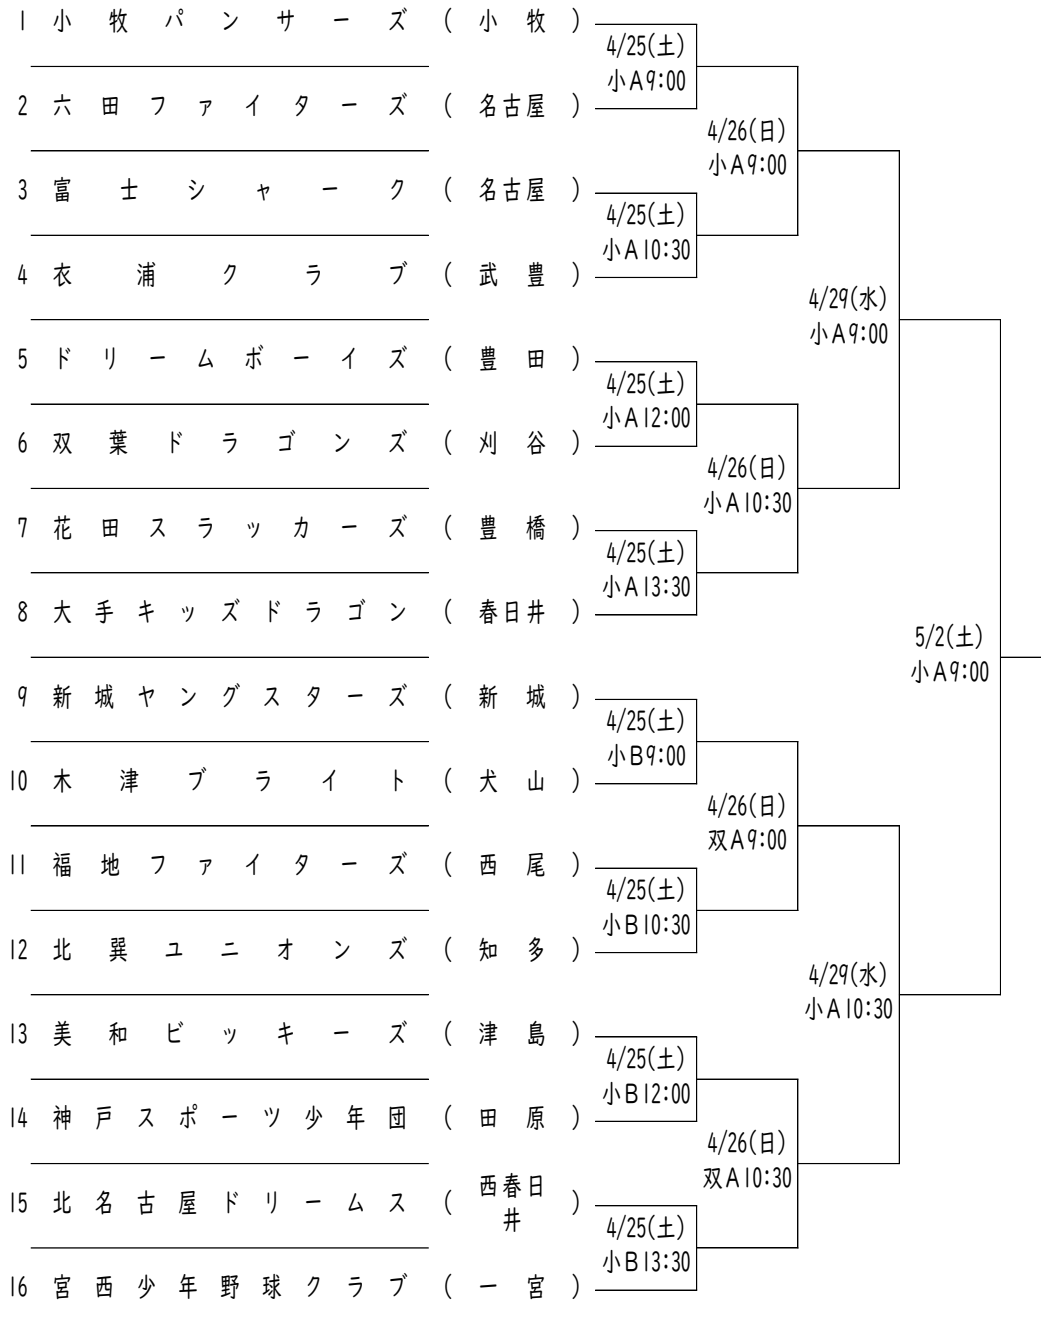 1 小牧パンサーズ (小牧)
4/25(土)
小A9:00
2 六田ファイターズ (名古屋)
4/26(日)
小A9:00
3 富士シャーク (名古屋)
4/25(土)
小A10:30
4 衣浦クラブ (武豊)
4/29(水)
小A9:00
5 ドリームボーイズ (豊田)
4/25(土)
小A12:00
6 双葉ドラゴンズ (刈谷)
4/26(日)
小A10:30
7 花田スラッカーズ (豊橋)
4/25(土)
小A13:30
8 大手キッズドラゴン (春日井)
5/2(土)
小A9:00
9 新城ヤングスターズ (新城)
4/25(土)
小B9:00
10 木津ブライト (犬山)
4/26(日)
双A9:00
11 福地ファイターズ (西尾)
4/25(土)
小B10:30
12 北巽ユニオンズ (知多)
4/29(水)
小A10:30
13 美和ビッキーズ (津島)
4/25(土)
小B12:00
14 神戸スポーツ少年団 (田原)
4/26(日)
双A10:30
15 北名古屋ドリームス (西春日井)
4/25(土)
小B13:30
16 宮西少年野球クラブ (一宮)